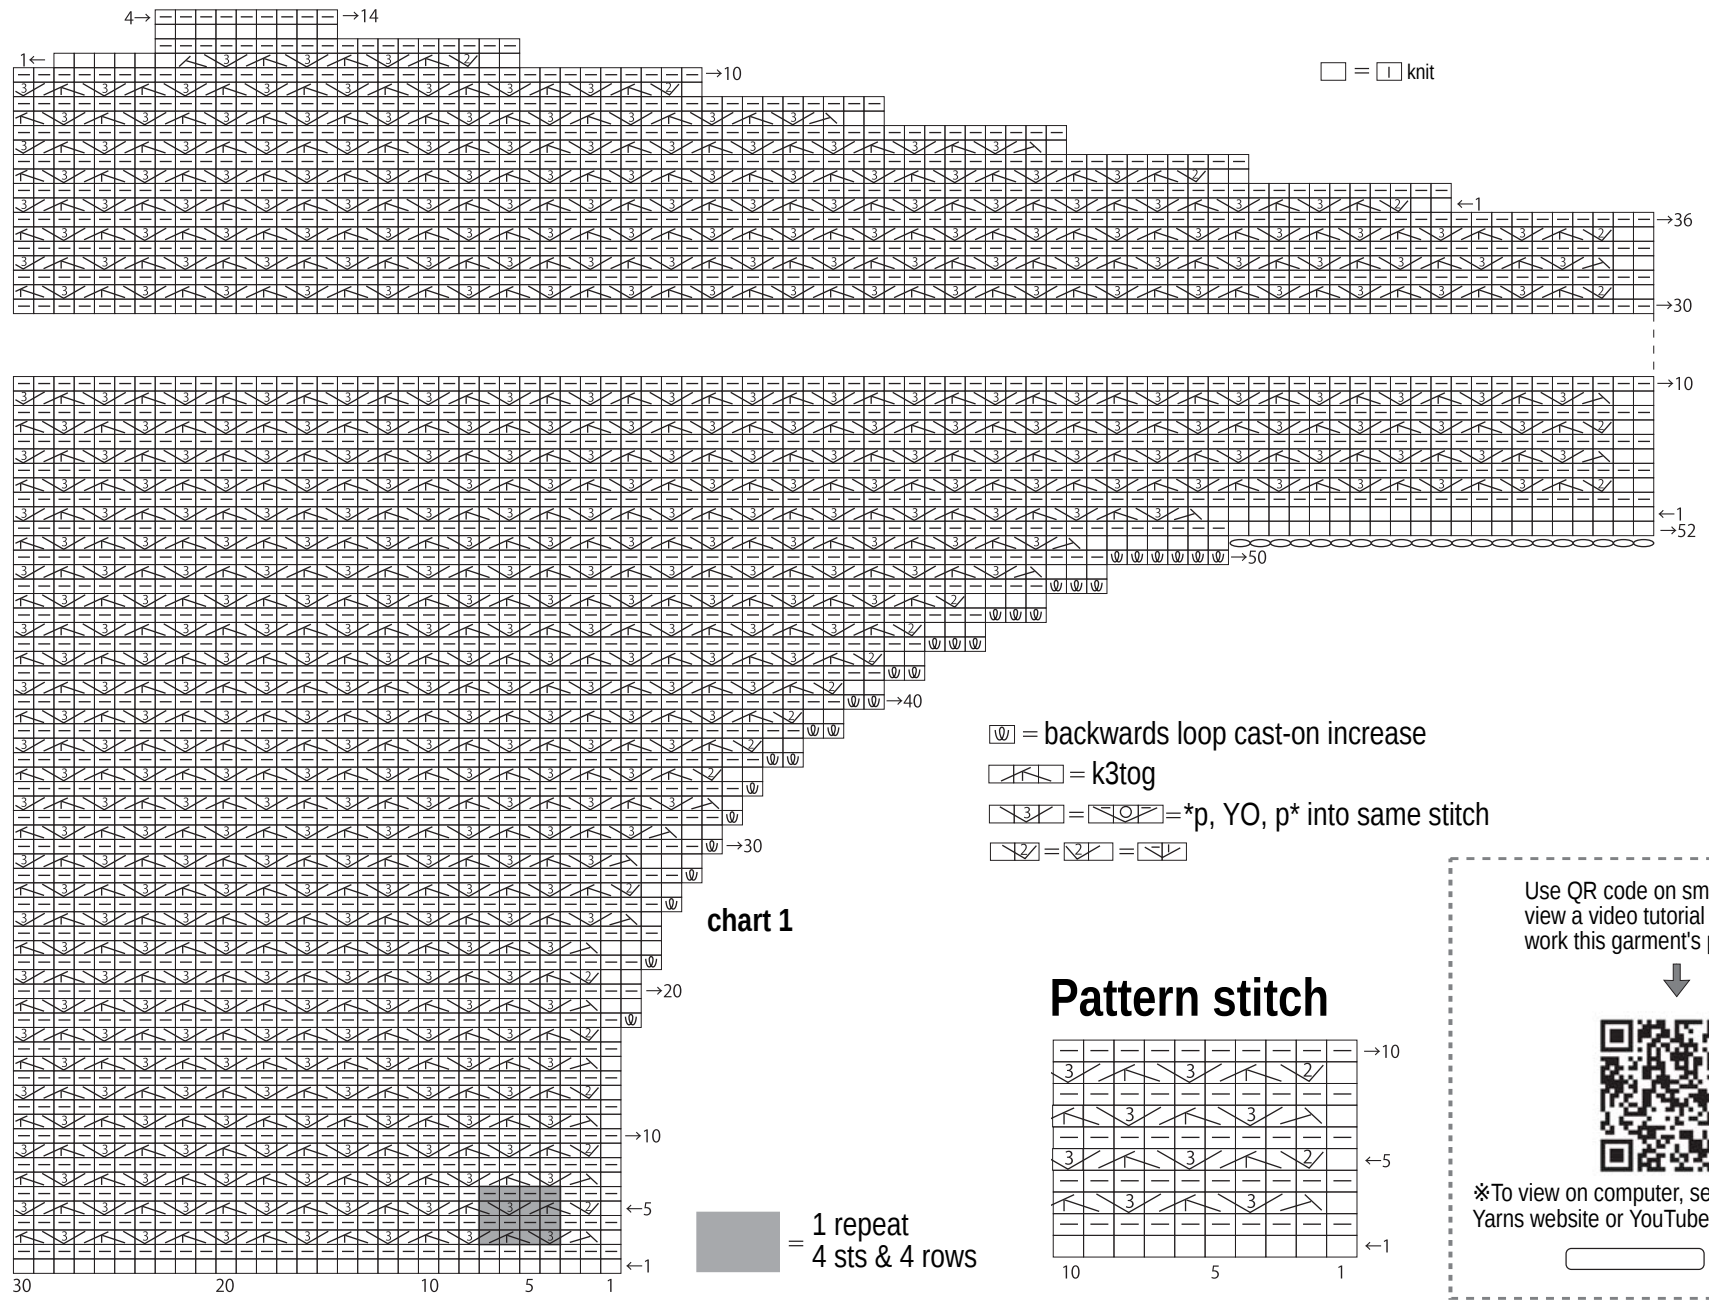 4→
→14
1←
→10
= knit
←1
→36
→30
→10
←1
→52
→50
→40
= backwards loop cast-on increase
= k3tog
3 = =*p, YO, p* into same stitch
→30
2 = 2 =
chart 1
Use QR code on sm
view a video tutorial
work this garment's p
→20
Pattern stitch
→10
→10
←5
←5
※To view on computer, se
Yarns website or YouTube
= 1 repeat
4 sts & 4 rows
←1
←1
30 20 10 5 1
10 5 1